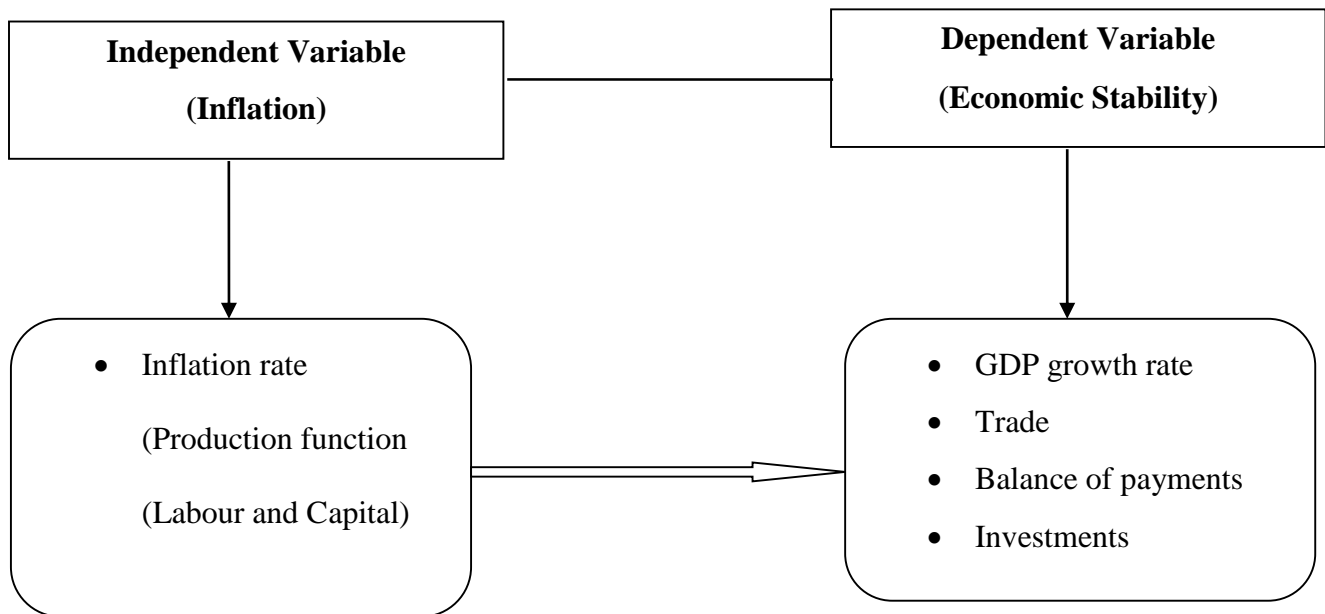 Independent Variable
(Inflation)
Dependent Variable
(Economic Stability)
• Inflation rate
(Production function
(Labour and Capital)
• GDP growth rate
• Trade
• Balance of payments
• Investments